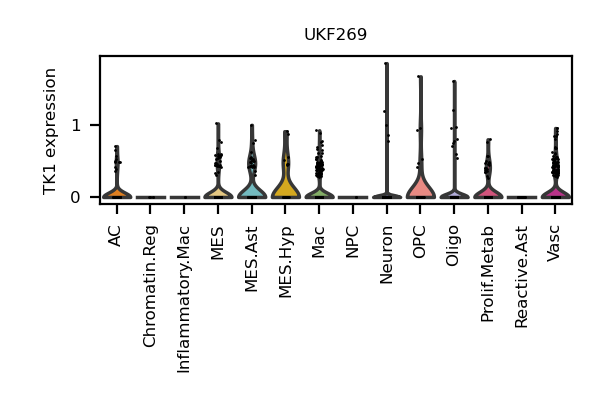 UKF269
TK1 expression
1
0
AC
Chromatin.Reg
Inflammatory.Mac
MES
MES.Ast
MES.Hyp
Mac
NPC
Neuron
OPC
Oligo
Prolif.Metab
Reactive.Ast
Vasc